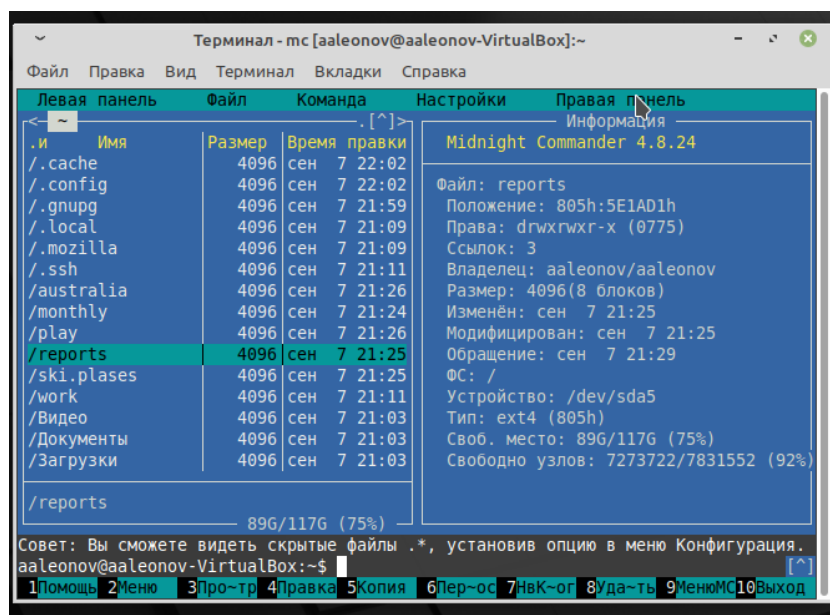 Терминал - mc [aaleonov@aaleonov-VirtualBox]:~
Файл Правка Вид Терминал Вкладки Справка
Левая панель Файл Команда Настройки Правая панель
<- ~ .[^]> Информация
.и Имя Размер Время правки Midnight Commander 4.8.24
/.cache 4096 сен 7 22:02
/.config 4096 сен 7 22:02 Файл: reports
/.gnupg 4096 сен 7 21:59 Положение: 805h:5E1AD1h
/.local 4096 сен 7 21:09 Права: drwxrwxr-x (0775)
/.mozilla 4096 сен 7 21:09 Ссылок: 3
/.ssh 4096 сен 7 21:11 Владелец: aaleonov/aaleonov
/australia 4096 сен 7 21:26 Размер: 4096(8 блоков)
/monthly 4096 сен 7 21:24 Изменён: сен 7 21:25
/play 4096 сен 7 21:26 Модифицирован: сен 7 21:25
/reports 4096 сен 7 21:25 Обращение: сен 7 21:29
/ski.plases 4096 сен 7 21:25 ФС: /
/work 4096 сен 7 21:11 Устройство: /dev/sda5
/Видео 4096 сен 7 21:03 Тип: ext4 (805h)
/Документы 4096 сен 7 21:03 Своб. место: 89G/117G (75%)
/Загрузки 4096 сен 7 21:03 Свободно узлов: 7273722/7831552 (92%)
/reports
89G/117G (75%)
Совет: Вы сможете видеть скрытые файлы .*, установив опцию в меню Конфигурация.
aaleonov@aaleonov-VirtualBox:~$ [^]
1Помощь 2Меню 3Про~тр 4Правка 5Копия 6Пер~ос 7НвК~ог 8Уда~ть 9МенюМС 10Выход